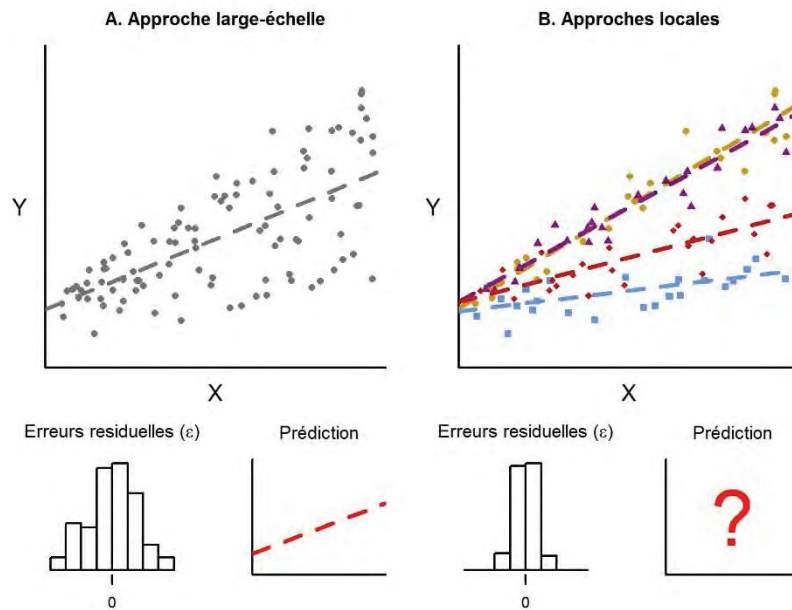 A. Approche large-échelle
Y
X
Erreurs residuelles (ε)
0
Prédiction
B. Approches locales
Y
X
Erreurs residuelles (ε)
0
Prédiction
?